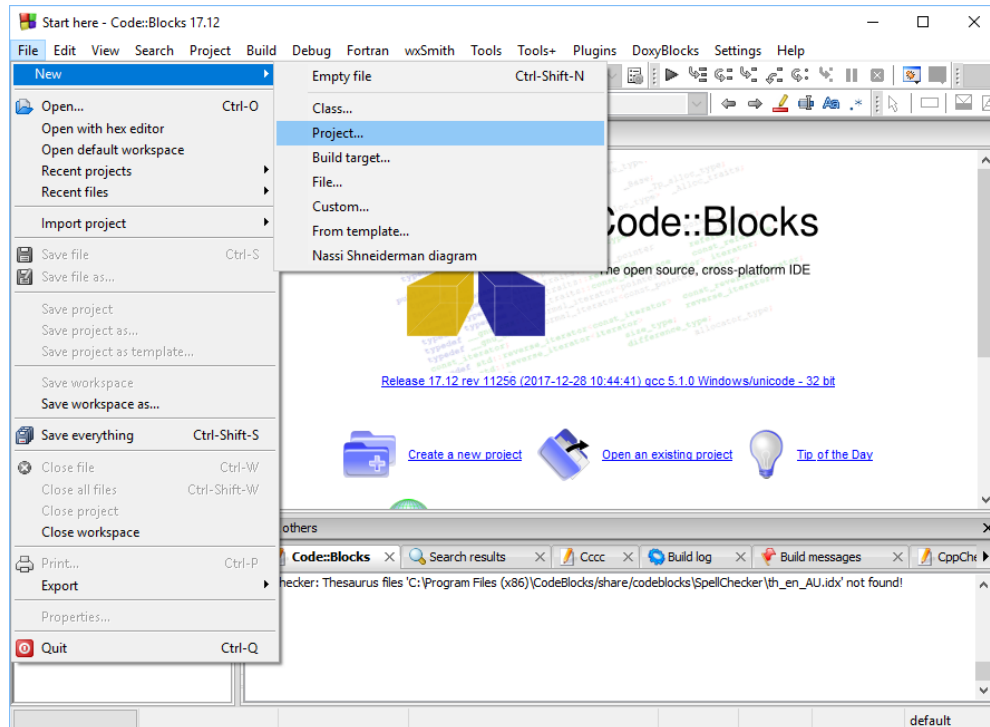 Start here - Code::Blocks 17.12
File Edit View Search Project Build Debug Fortran wxSmith Tools Tools+ Plugins DoxyBlocks Settings Help
New
Open... Ctrl-O
Open with hex editor
Open default workspace
Recent projects
Recent files
Import project
Save file Ctrl-S
Save file as...
Save project
Save project as...
Save project as template...
Save workspace
Save workspace as...
Save everything Ctrl-Shift-S
Close file Ctrl-W
Close all files Ctrl-Shift-W
Close project
Close workspace
Print... Ctrl-P
Export
Properties...
Quit Ctrl-Q
Empty file Ctrl-Shift-N
Class...
Project...
Build target...
File...
Custom...
From template...
Nassi Shneiderman diagram
Code::Blocks
The open source, cross-platform IDE
Release 17.12 rev 11256 (2017-12-28 10:44:41) gcc 5.1.0 Windows/unicode - 32 bit
Create a new project Open an existing project Tip of the Day
others
Code::Blocks Search results Cccc Build log Build messages CppChe
hecker: Thesaurus files 'C:\Program Files (x86)\CodeBlocks/share/codeblocks\SpellChecker\th_en_AU.idx' not found!
default